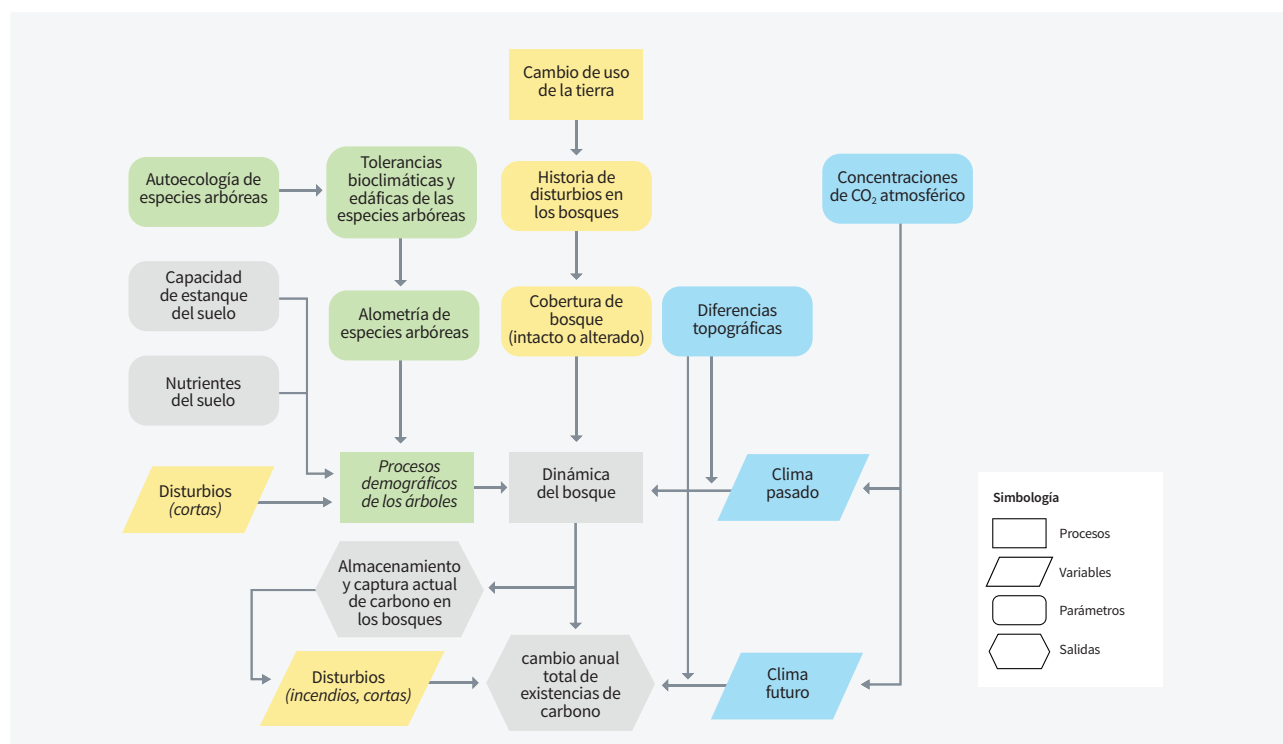 Cambio de uso
de la tierra
Autoecología de
especies arbóreas
Tolerancias
bioclimáticas y
edáficas de las
especies arbóreas
Historia de
disturbios en
los bosques
Concentraciones
de CO₂ atmosférico
Capacidad
de estanque
del suelo
Alometría de
especies arbóreas
Cobertura de
bosque
(intacto o alterado)
Diferencias
topográficas
Nutrientes
del suelo
Disturbios
(cortas)
Procesos
demográficos
de los árboles
Dinámica
del bosque
Clima
pasado
Almacenamiento
y captura actual
de carbono en
los bosques
Disturbios
(incendios, cortas)
cambio anual
total de
existencias de
carbono
Clima
futuro
Simbología
Procesos
Variables
Parámetros
Salidas